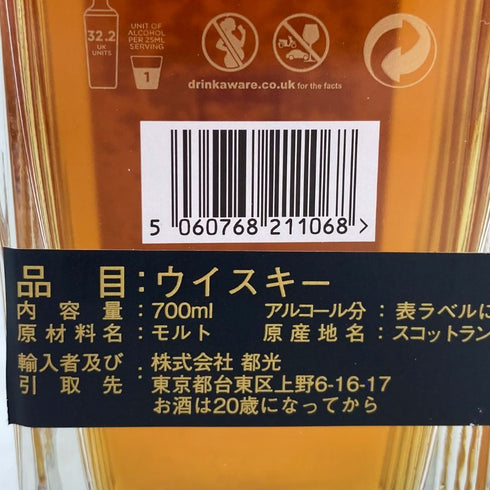 32.2
UK
UNITS
UNIT OF
ALCOHOL
PER 25ML
SERVING
1
drinkaware.co.uk for the facts
5 060768 211068 >
品 目:ウイスキー
内容量:700ml アルコール分:表ラベルに
原材料名:モルト 原産地名:スコットラン
輸入者及び 引取先:株式会社 都光
東京都台東区上野6-16-17
お酒は20歳になってから